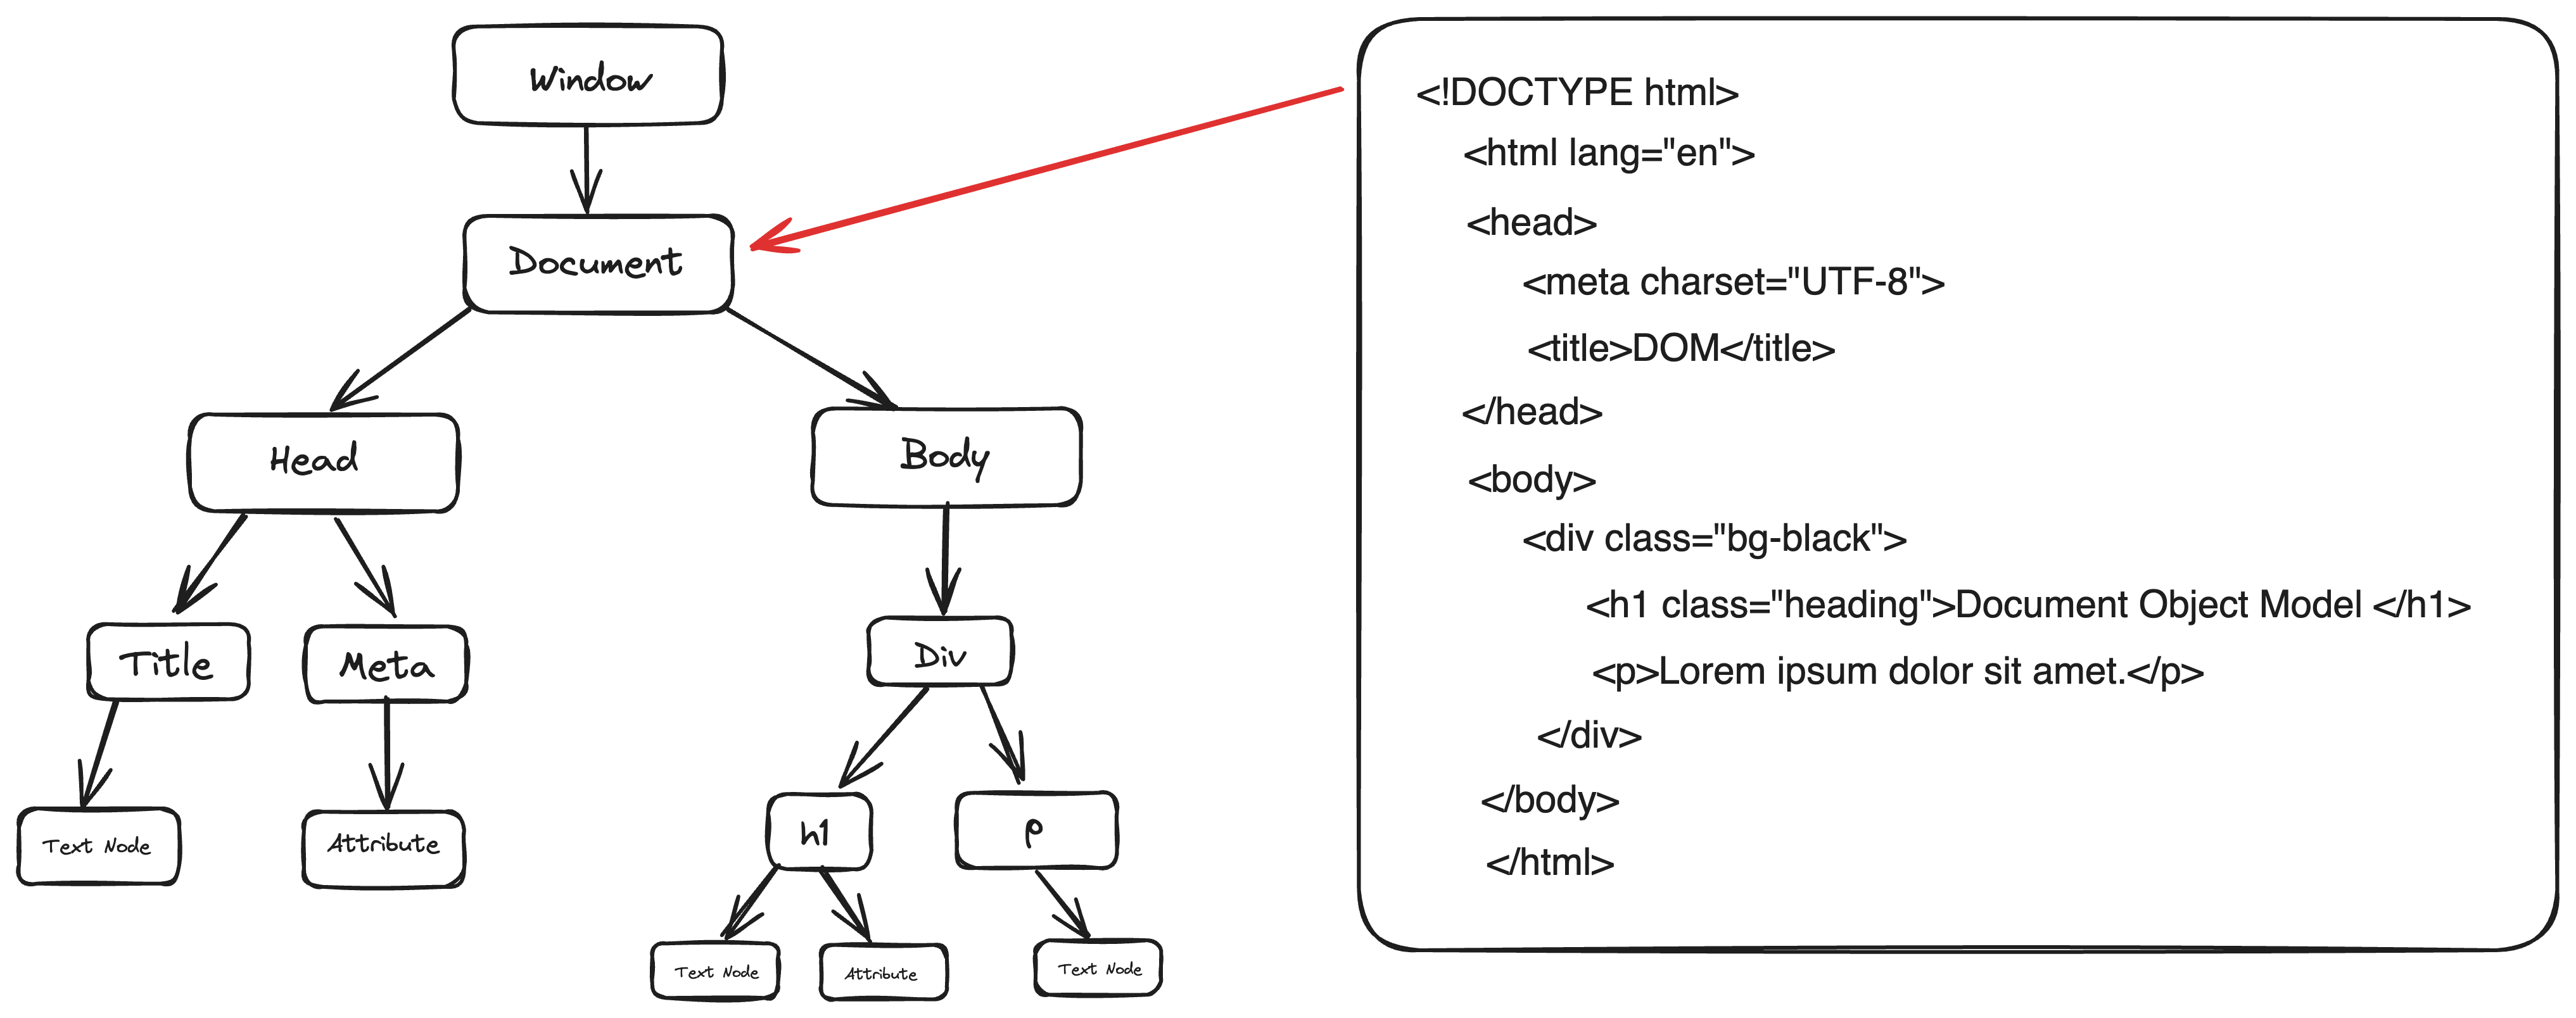 Window
Document
Head
Body
Title
Meta
Div
Text Node
Attribute
h1
p
Text Node
Attribute
Text Node
<!DOCTYPE html>
<html lang="en">
<head>
<meta charset="UTF-8">
<title>DOM</title>
</head>
<body>
<div class="bg-black">
<h1 class="heading">Document Object Model </h1>
<p>Lorem ipsum dolor sit amet.</p>
</div>
</body>
</html>